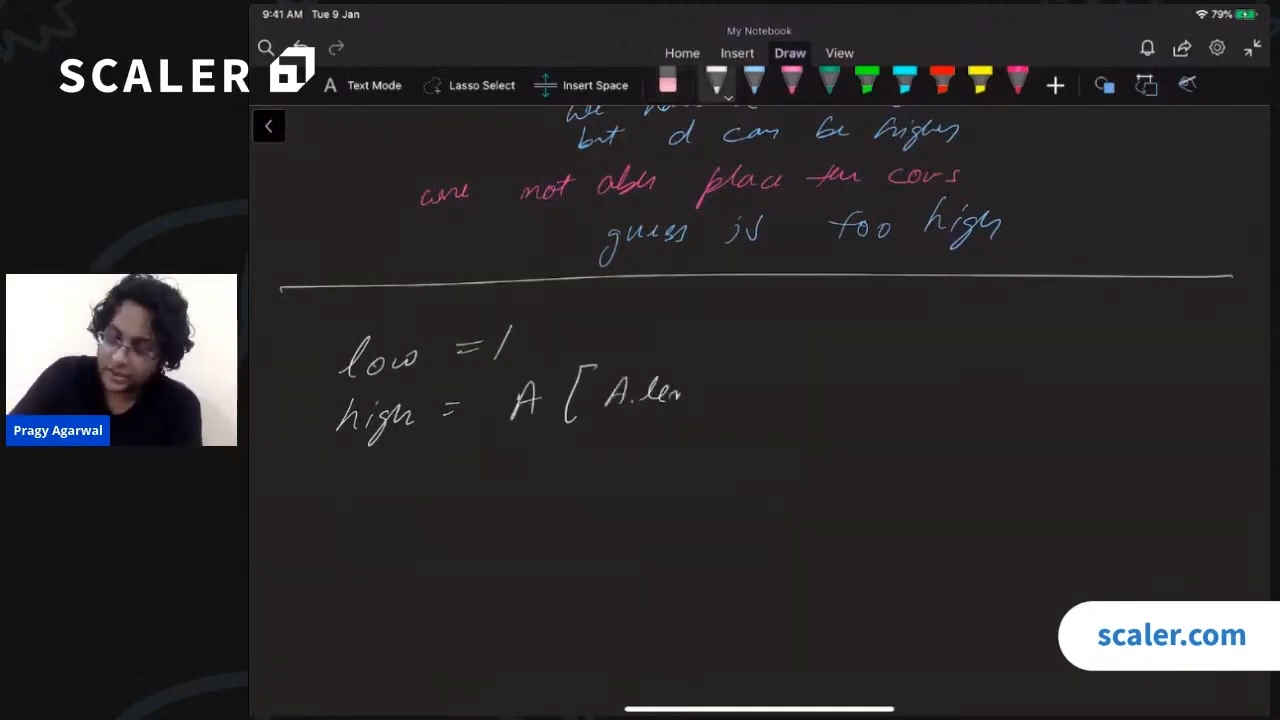 9:41 AM Tue 9 Jan
79%
My Notebook
Home Insert Draw View
SCALER
Text Mode Lasso Select Insert Space
we
but d can be higher
are not able place the cows
guess is too high
low = 1
high = A [ A.len
Pragy Agarwal
scaler.com